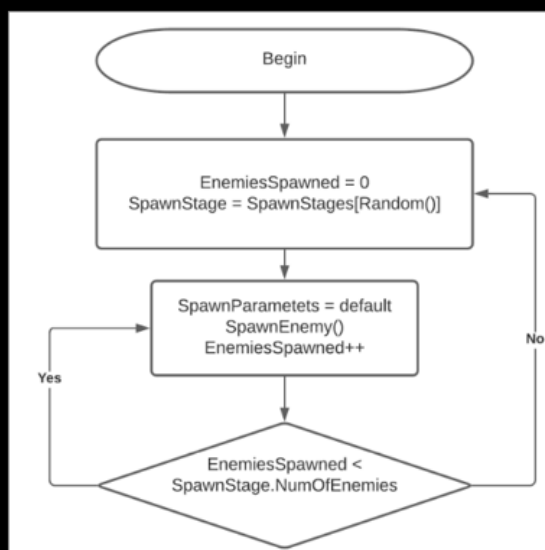 Begin
EnemiesSpawned = 0
SpawnStage = SpawnStages[Random()]
SpawnParametets = default
SpawnEnemy()
EnemiesSpawned++
Yes
No
EnemiesSpawned <
SpawnStage.NumOfEnemies